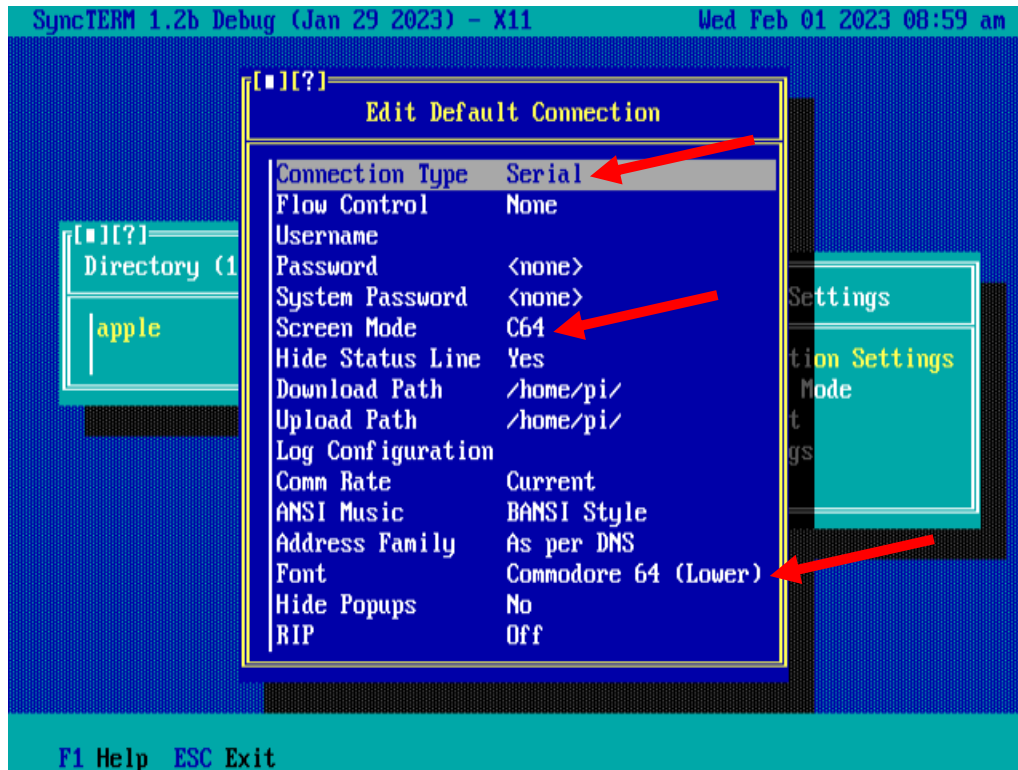 SyncTERM 1.2b Debug (Jan 29 2023) - X11 Wed Feb 01 2023 08:59 am
[■][?]
Edit Default Connection
Connection Type Serial
Flow Control None
Username
Password <none>
System Password <none>
Screen Mode C64
Hide Status Line Yes
Download Path /home/pi/
Upload Path /home/pi/
Log Configuration
Comm Rate Current
ANSI Music BANSI Style
Address Family As per DNS
Font Commodore 64 (Lower)
Hide Popups No
RIP Off
[■][?]
Directory (1
apple
Settings
tion Settings
Mode
t
gs
F1 Help ESC Exit